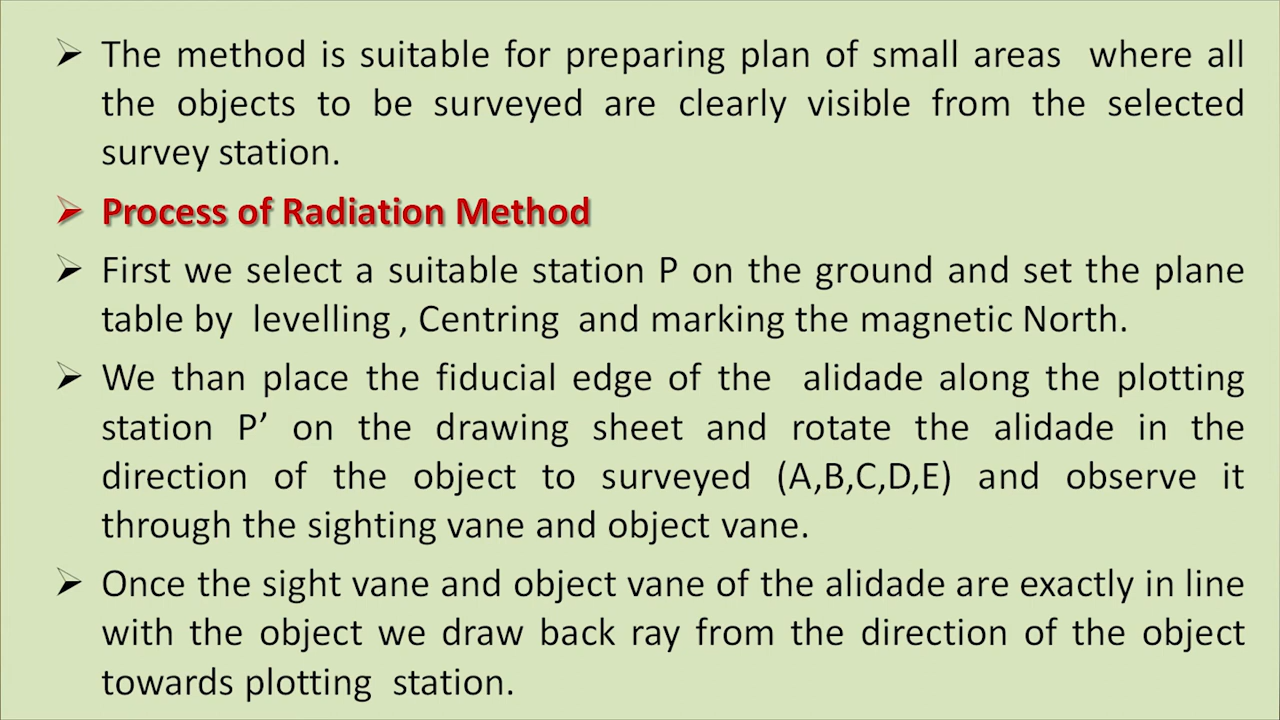 The method is suitable for preparing plan of small areas where all
the objects to be surveyed are clearly visible from the selected
survey station.
Process of Radiation Method
First we select a suitable station P on the ground and set the plane
table by levelling , Centring and marking the magnetic North.
We than place the fiducial edge of the alidade along the plotting
station P’ on the drawing sheet and rotate the alidade in the
direction of the object to surveyed (A,B,C,D,E) and observe it
through the sighting vane and object vane.
Once the sight vane and object vane of the alidade are exactly in line
with the object we draw back ray from the direction of the object
towards plotting station.